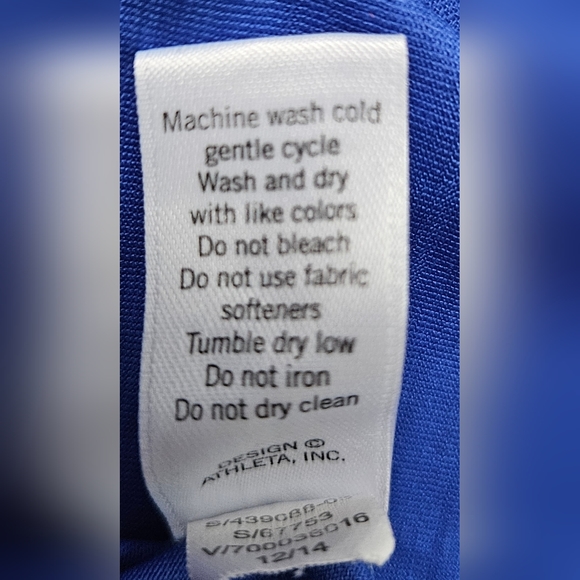 Machine wash cold
gentle cycle
Wash and dry
with like colors
Do not bleach
Do not use fabric
softeners
Tumble dry low
Do not iron
Do not dry clean
DESIGN ©
ATHLETA, INC.
S/67753
V/700035016
12/14